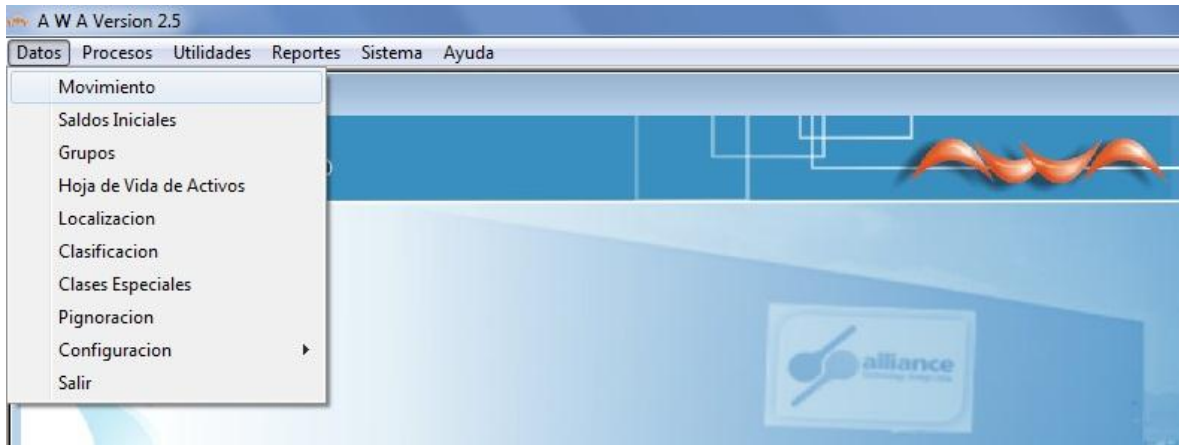 A W A Version 2.5
Datos Procesos Utilidades Reportes Sistema Ayuda
Movimiento
Saldos Iniciales
Grupos
Hoja de Vida de Activos
Localizacion
Clasificacion
Clases Especiales
Pignoracion
Configuracion
Salir
alliance